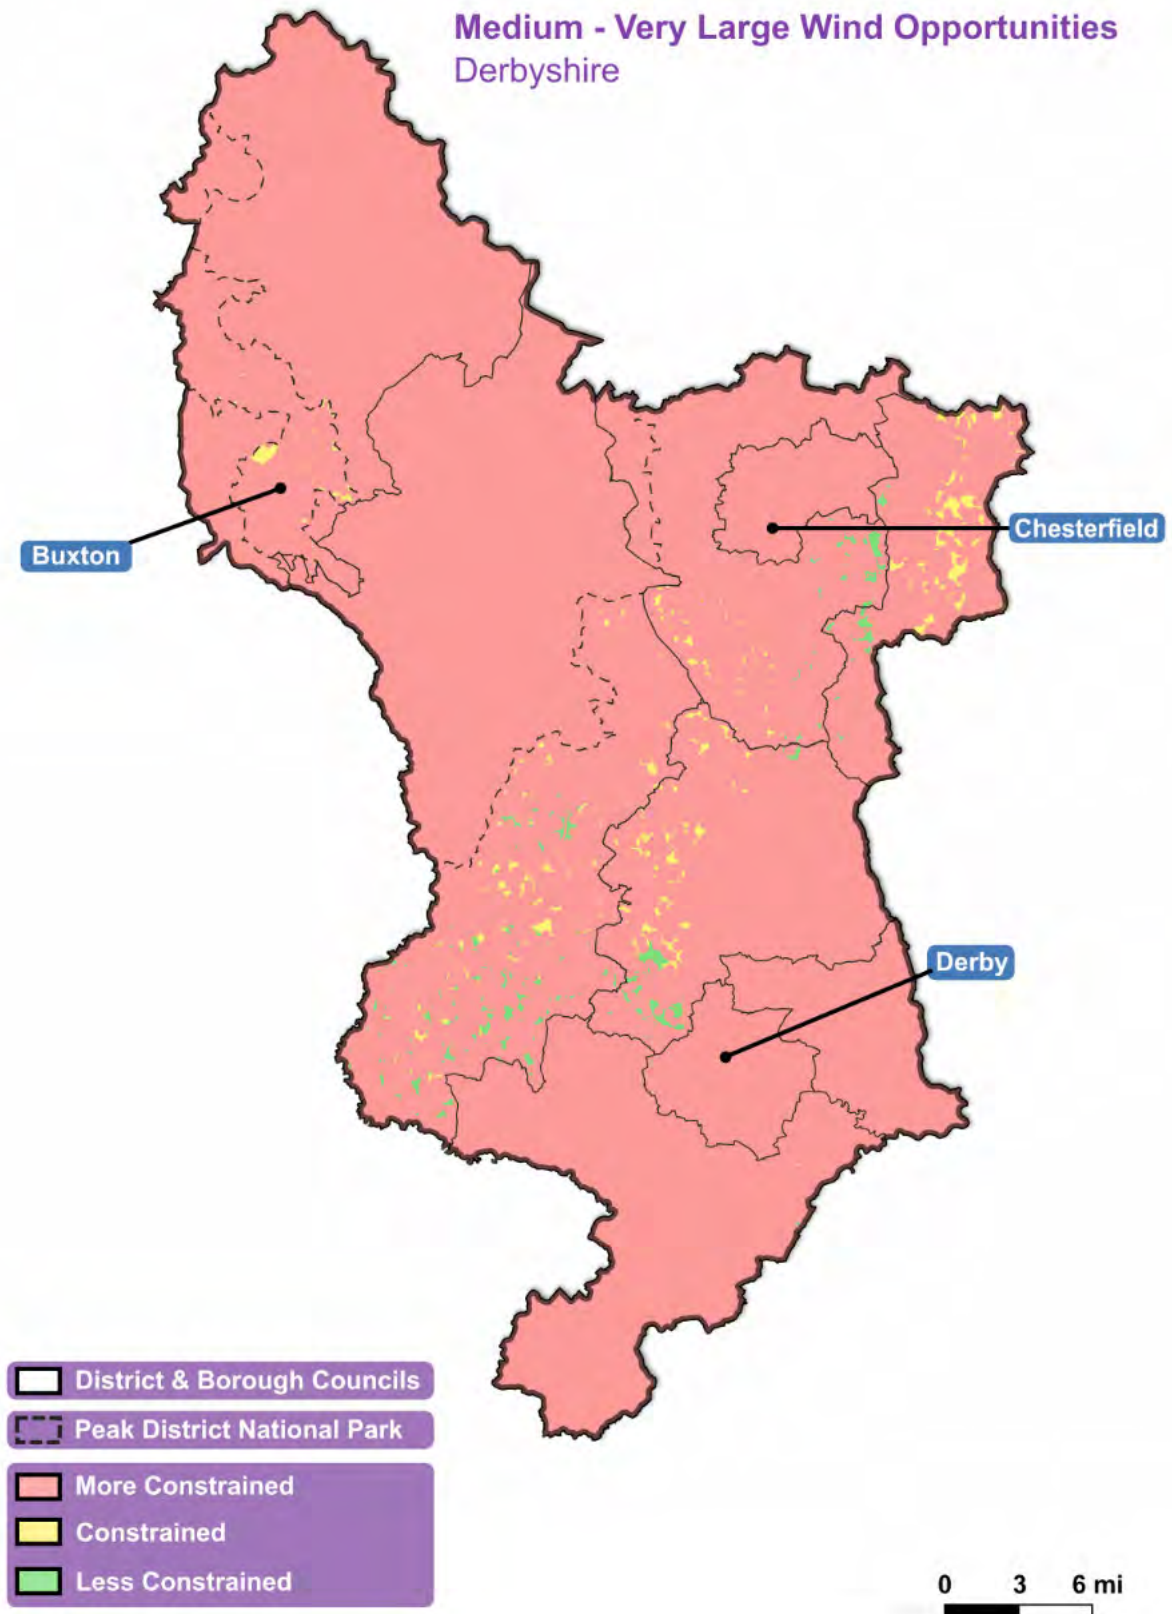 Medium - Very Large Wind Opportunities
Derbyshire
Buxton
Chesterfield
Derby
District & Borough Councils
Peak District National Park
More Constrained
Constrained
Less Constrained
0 3 6 mi